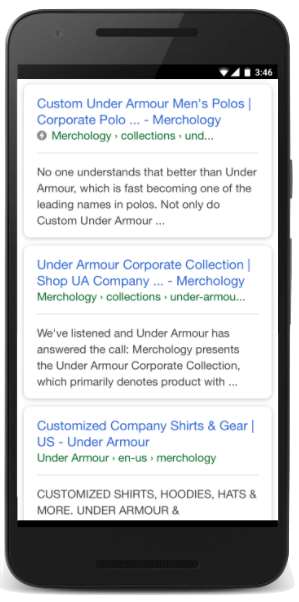 3:46
Custom Under Armour Men's Polos |
Corporate Polo ... - Merchology
Merchology › collections › und...
No one understands that better than Under
Armour, which is fast becoming one of the
leading names in polos. Not only do
Custom Under Armour ...
Under Armour Corporate Collection |
Shop UA Company ... - Merchology
Merchology › collections › under-armou...
We've listened and Under Armour has
answered the call: Merchology presents
the Under Armour Corporate Collection,
which primarily denotes product with ...
Customized Company Shirts & Gear |
US - Under Armour
Under Armour › en-us › merchology
CUSTOMIZED SHIRTS, HOODIES, HATS &
MORE. UNDER ARMOUR &